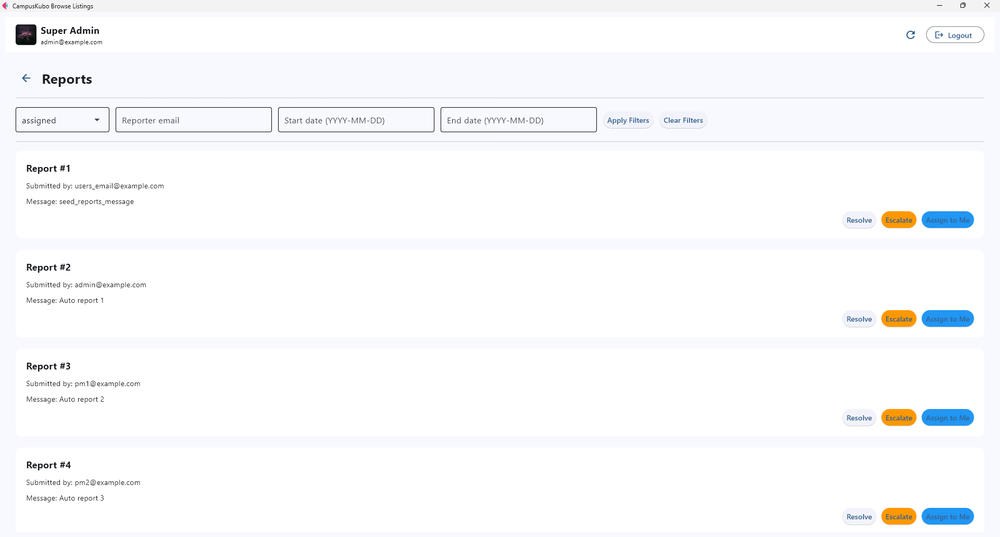 CampusKubo Browse Listings
Super Admin
admin@example.com
Logout
Reports
assigned
Reporter email
Start date (YYYY-MM-DD)
End date (YYYY-MM-DD)
Apply Filters
Clear Filters
Report #1
Submitted by: users_email@example.com
Message: seed_reports_message
Resolve
Escalate
Assign to Me
Report #2
Submitted by: admin@example.com
Message: Auto report 1
Resolve
Escalate
Assign to Me
Report #3
Submitted by: pm1@example.com
Message: Auto report 2
Resolve
Escalate
Assign to Me
Report #4
Submitted by: pm2@example.com
Message: Auto report 3
Resolve
Escalate
Assign to Me